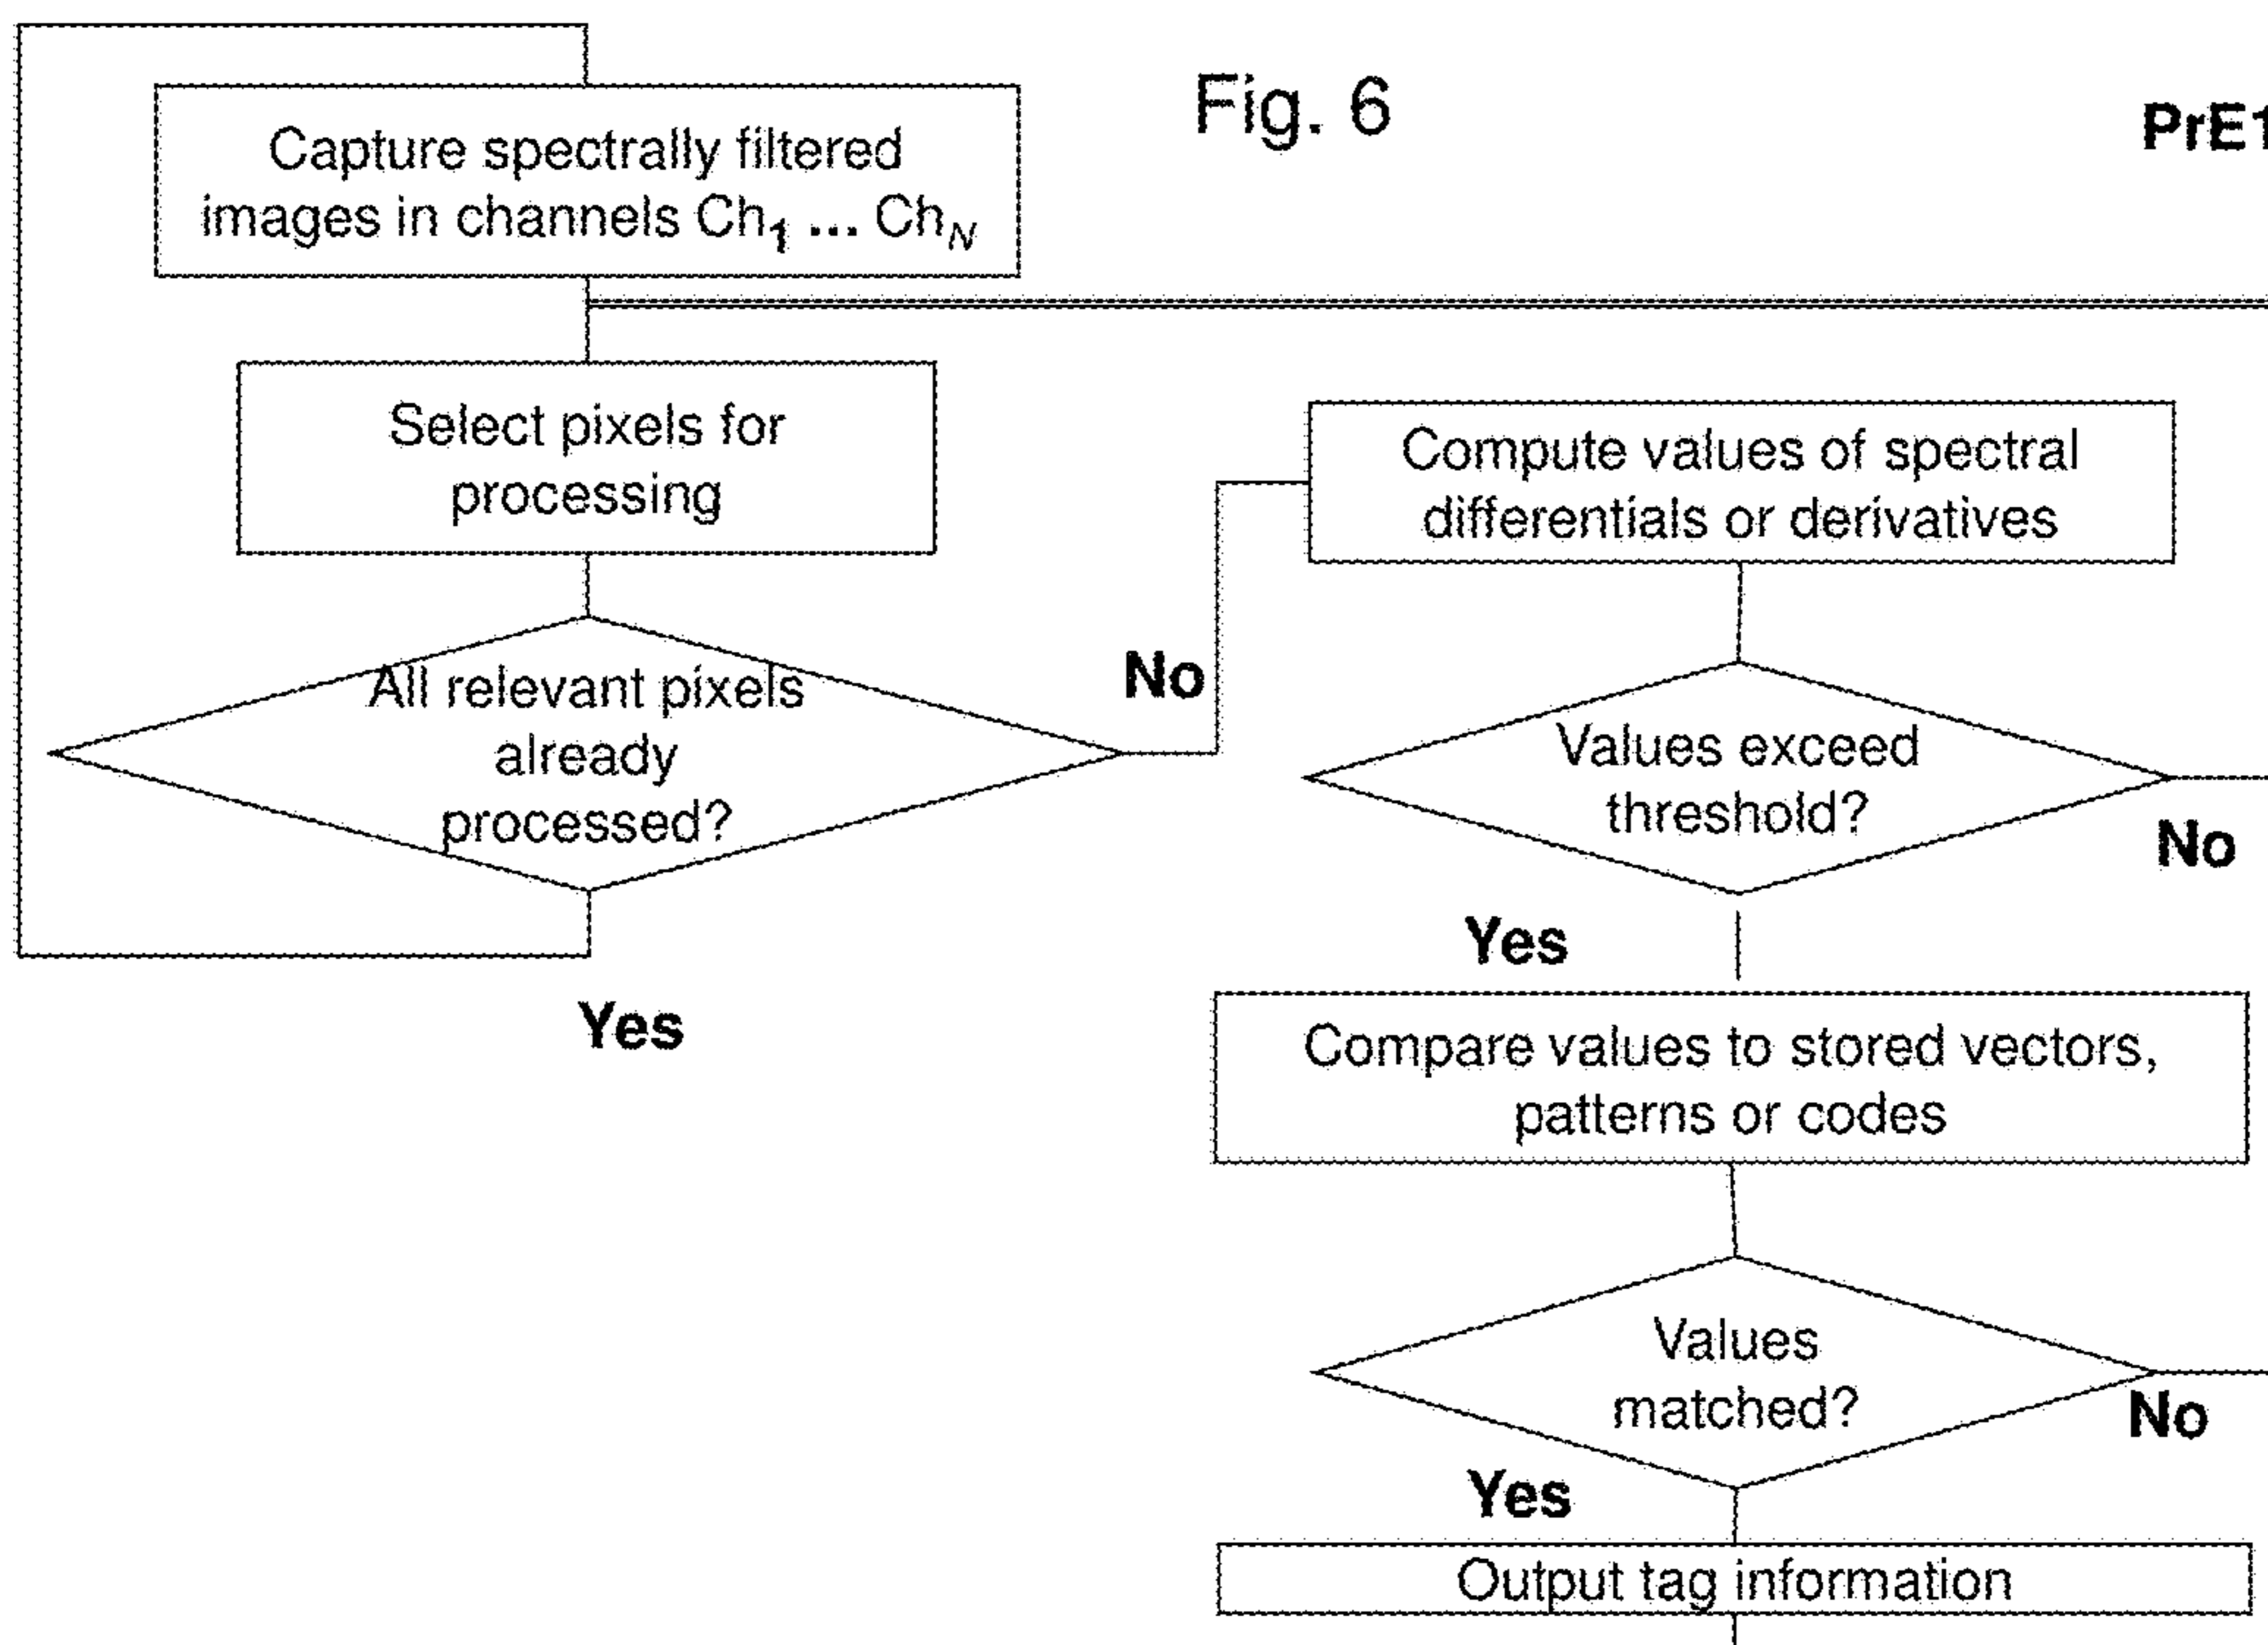 Fig. 6
PrE1
Capture spectrally filtered
images in channels Ch1 ... ChN
Select pixels for
processing
All relevant pixels
already
processed?
No
Yes
Compute values of spectral
differentials or derivatives
Values exceed
threshold?
No
Yes
Compare values to stored vectors,
patterns or codes
Values
matched?
No
Yes
Output tag information